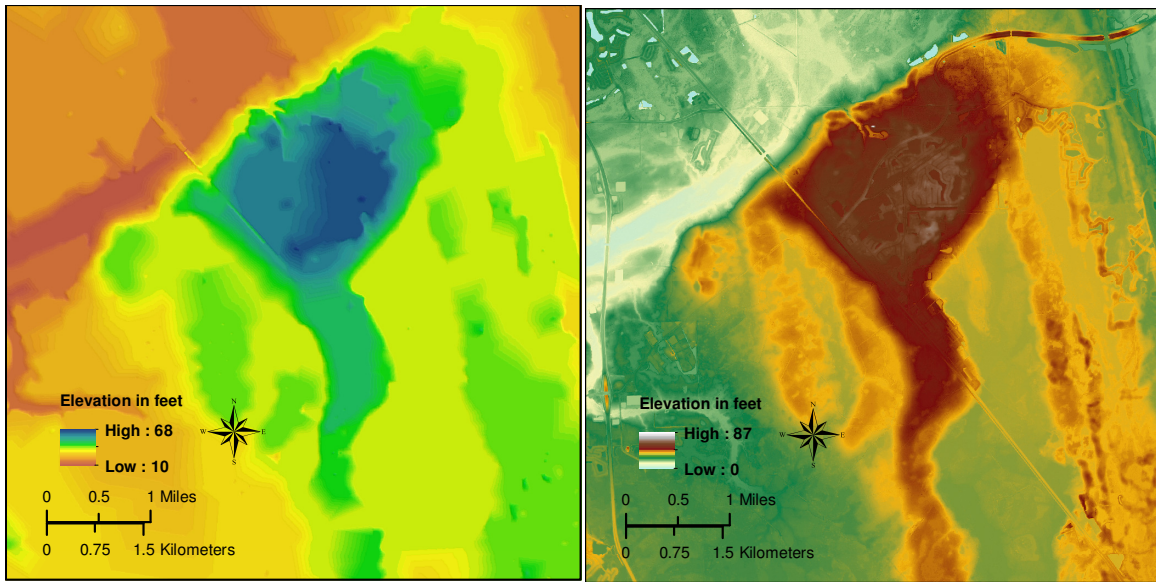 Elevation in feet
High : 68
Low : 10
N
W E
S
0 0.5 1 Miles
0 0.75 1.5 Kilometers
Elevation in feet
High : 87
Low : 0
N
W E
S
0 0.5 1 Miles
0 0.75 1.5 Kilometers